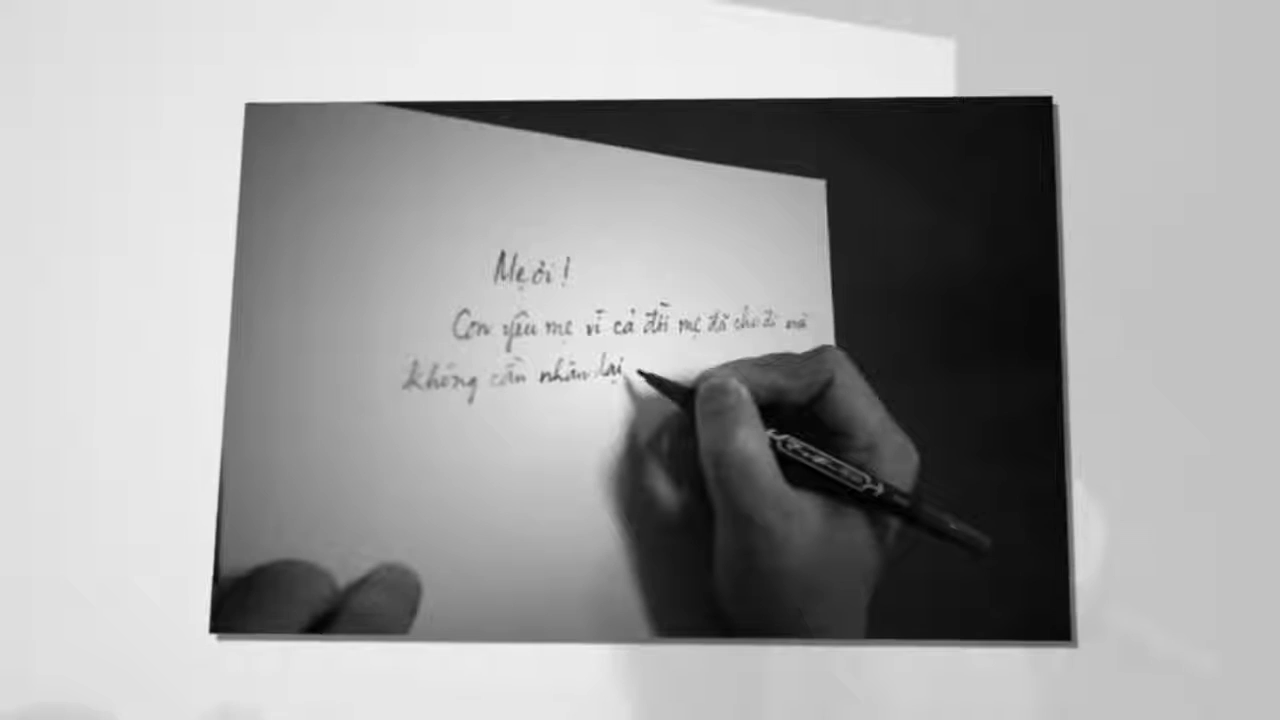 Mẹ ơi!
Con yêu mẹ vì cả đời mẹ đã cho đi mà
không cần nhận lại